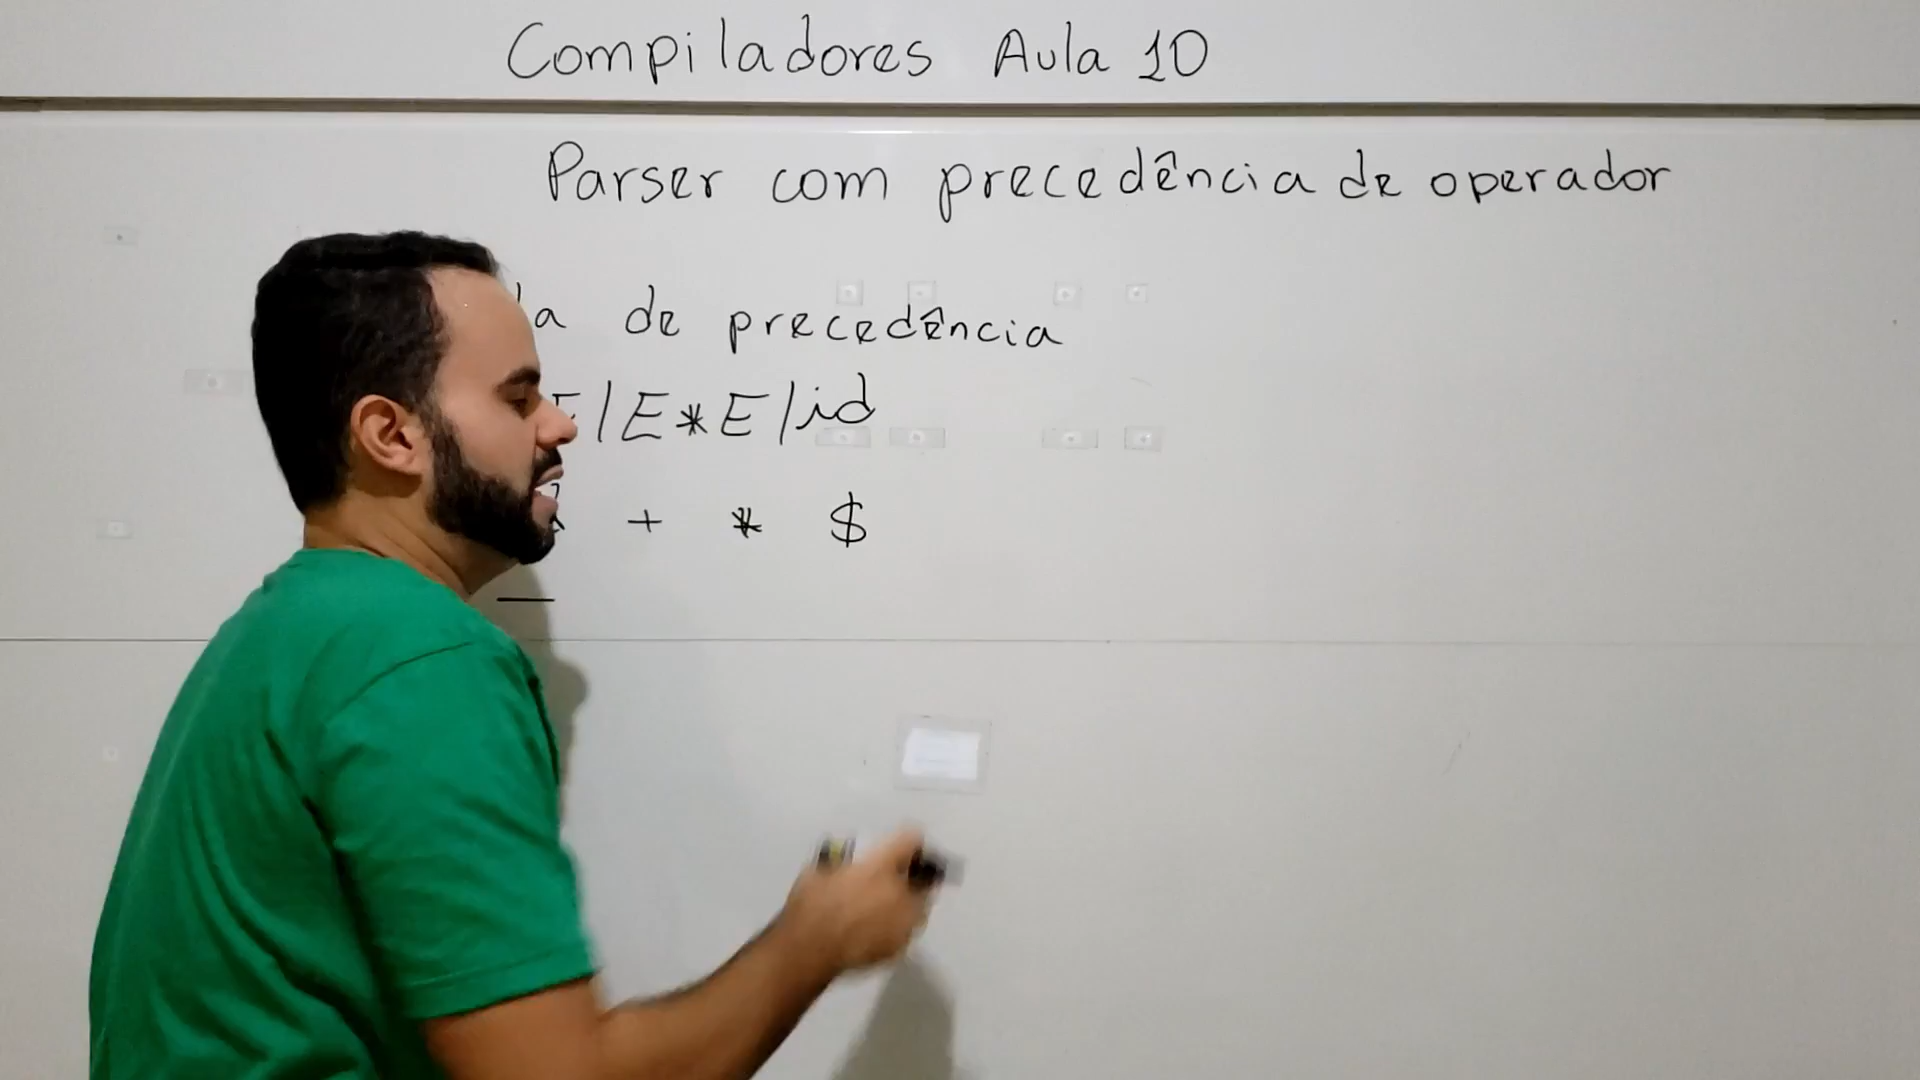 Compiladores Aula 10
Parser com precedência de operador
de precedência
/E*E/id
+ * $
—